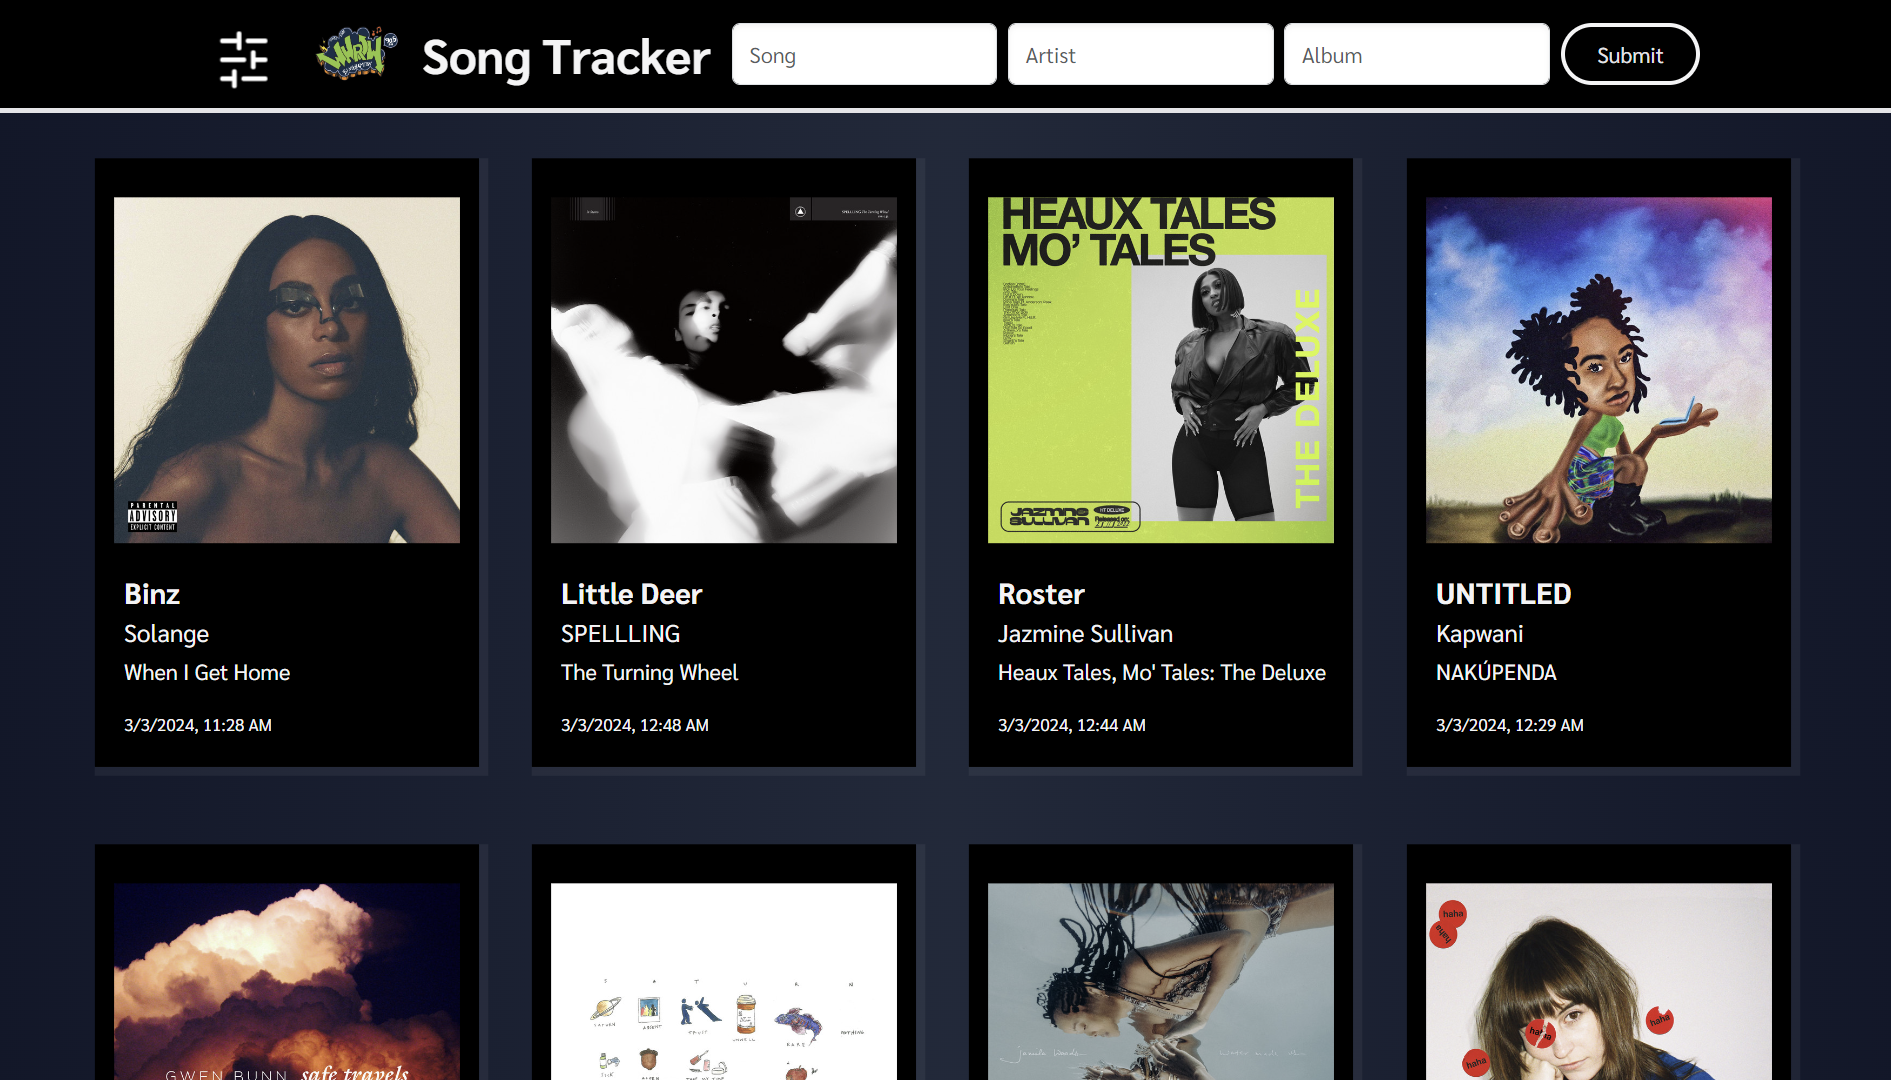 Song Tracker
Song
Artist
Album
Submit
PARENTAL
ADVISORY
EXPLICIT CONTENT
HEAUX TALES
MO' TALES
THE DELUXE
JAZMINE
SULLIVAN
Binz
Solange
When I Get Home
3/3/2024, 11:28 AM
Little Deer
SPELLLING
The Turning Wheel
3/3/2024, 12:48 AM
Roster
Jazmine Sullivan
Heaux Tales, Mo' Tales: The Deluxe
3/3/2024, 12:44 AM
UNTITLED
Kapwani
NAKÚPENDA
3/3/2024, 12:29 AM
GWEN BUNN safe travels
S A T U R N
SATURN
haha
haha
haha
haha
haha